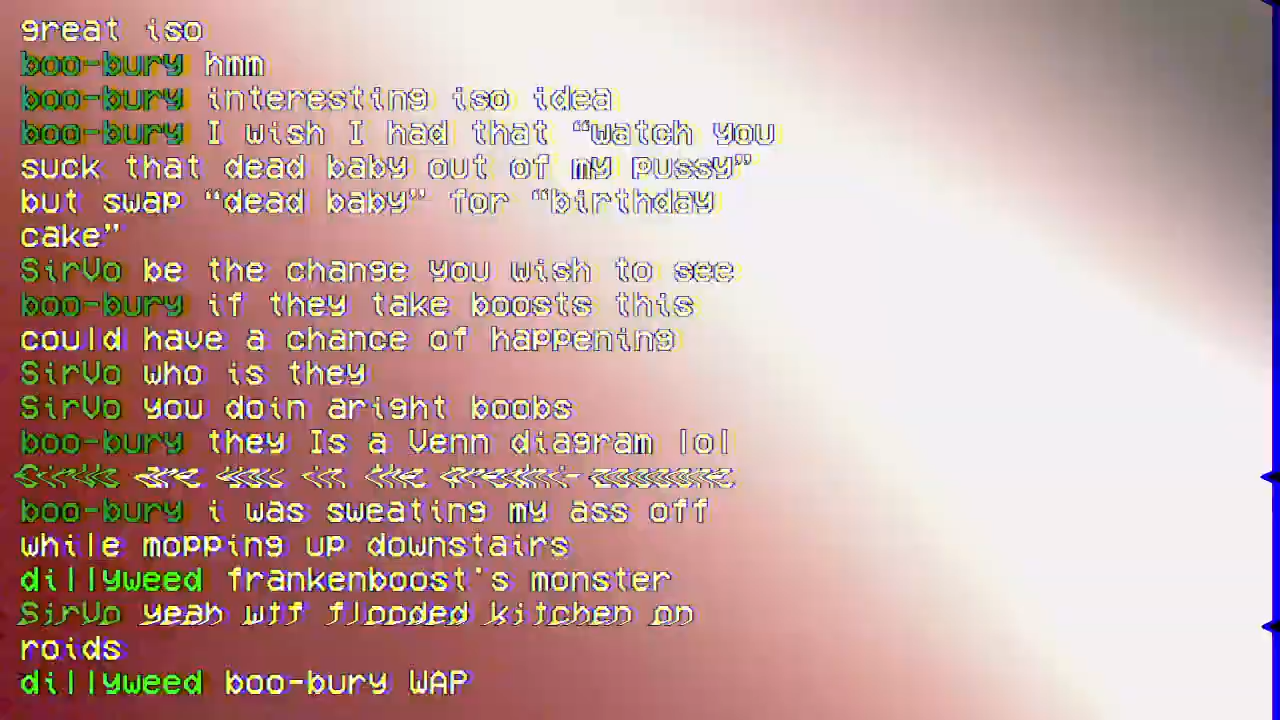 great iso
boo-bury hmm
boo-bury interesting iso idea
boo-bury I wish I had that “watch you
suck that dead baby out of my pussy”
but swap “dead baby” for “birthday
cake”
SirVo be the change you wish to see
boo-bury if they take boosts this
could have a chance of happening
SirVo who is they
SirVo you doin aright boobs
boo-bury they Is a Venn diagram lol
boo-bury i was sweating my ass off
while mopping up downstairs
dillyweed frankenboost's monster
SirVo yeah wtf flooded kitchen on
roids
dillyweed boo-bury WAP